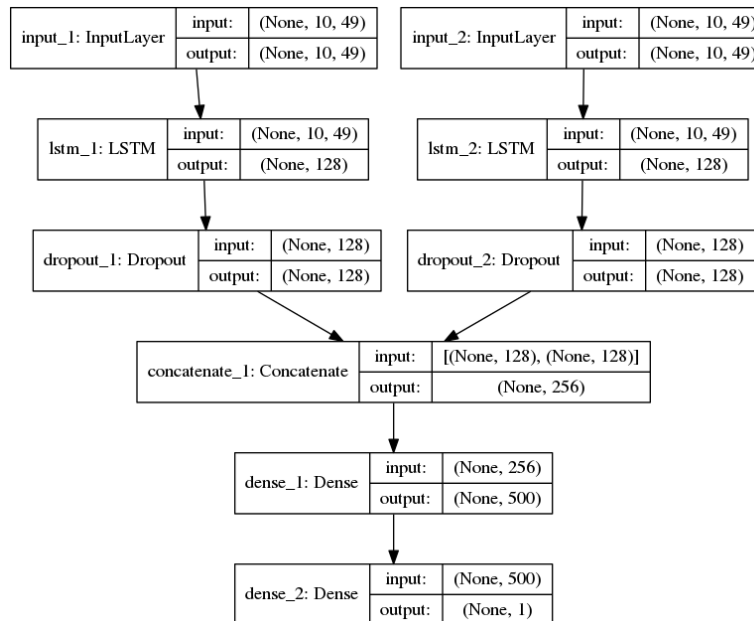 input_1: InputLayer
input: (None, 10, 49)
output: (None, 10, 49)
input_2: InputLayer
input: (None, 10, 49)
output: (None, 10, 49)
lstm_1: LSTM
input: (None, 10, 49)
output: (None, 128)
lstm_2: LSTM
input: (None, 10, 49)
output: (None, 128)
dropout_1: Dropout
input: (None, 128)
output: (None, 128)
dropout_2: Dropout
input: (None, 128)
output: (None, 128)
concatenate_1: Concatenate
input: [(None, 128), (None, 128)]
output: (None, 256)
dense_1: Dense
input: (None, 256)
output: (None, 500)
dense_2: Dense
input: (None, 500)
output: (None, 1)